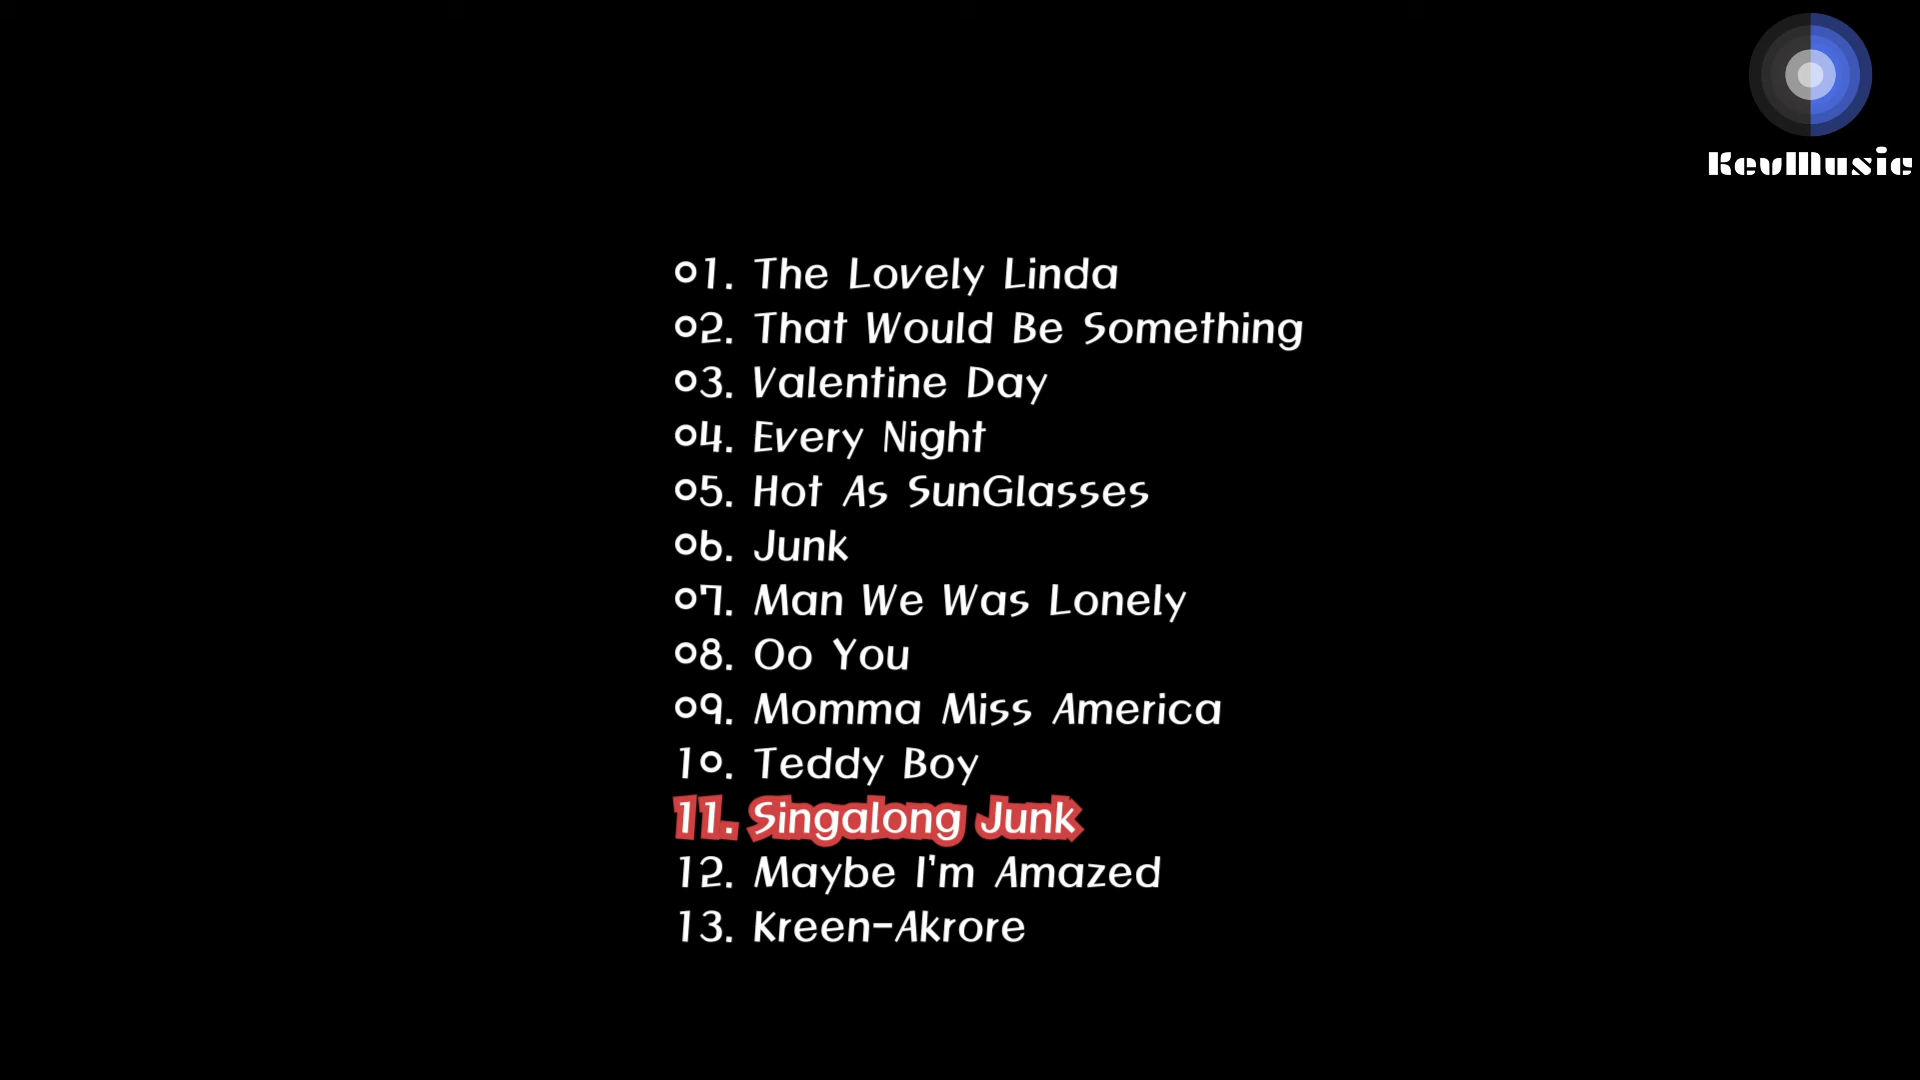 KevMusic
01. The Lovely Linda
02. That Would Be Something
03. Valentine Day
04. Every Night
05. Hot As SunGlasses
06. Junk
07. Man We Was Lonely
08. Oo You
09. Momma Miss America
10. Teddy Boy
11. Singalong Junk
12. Maybe I'm Amazed
13. Kreen-Akrore